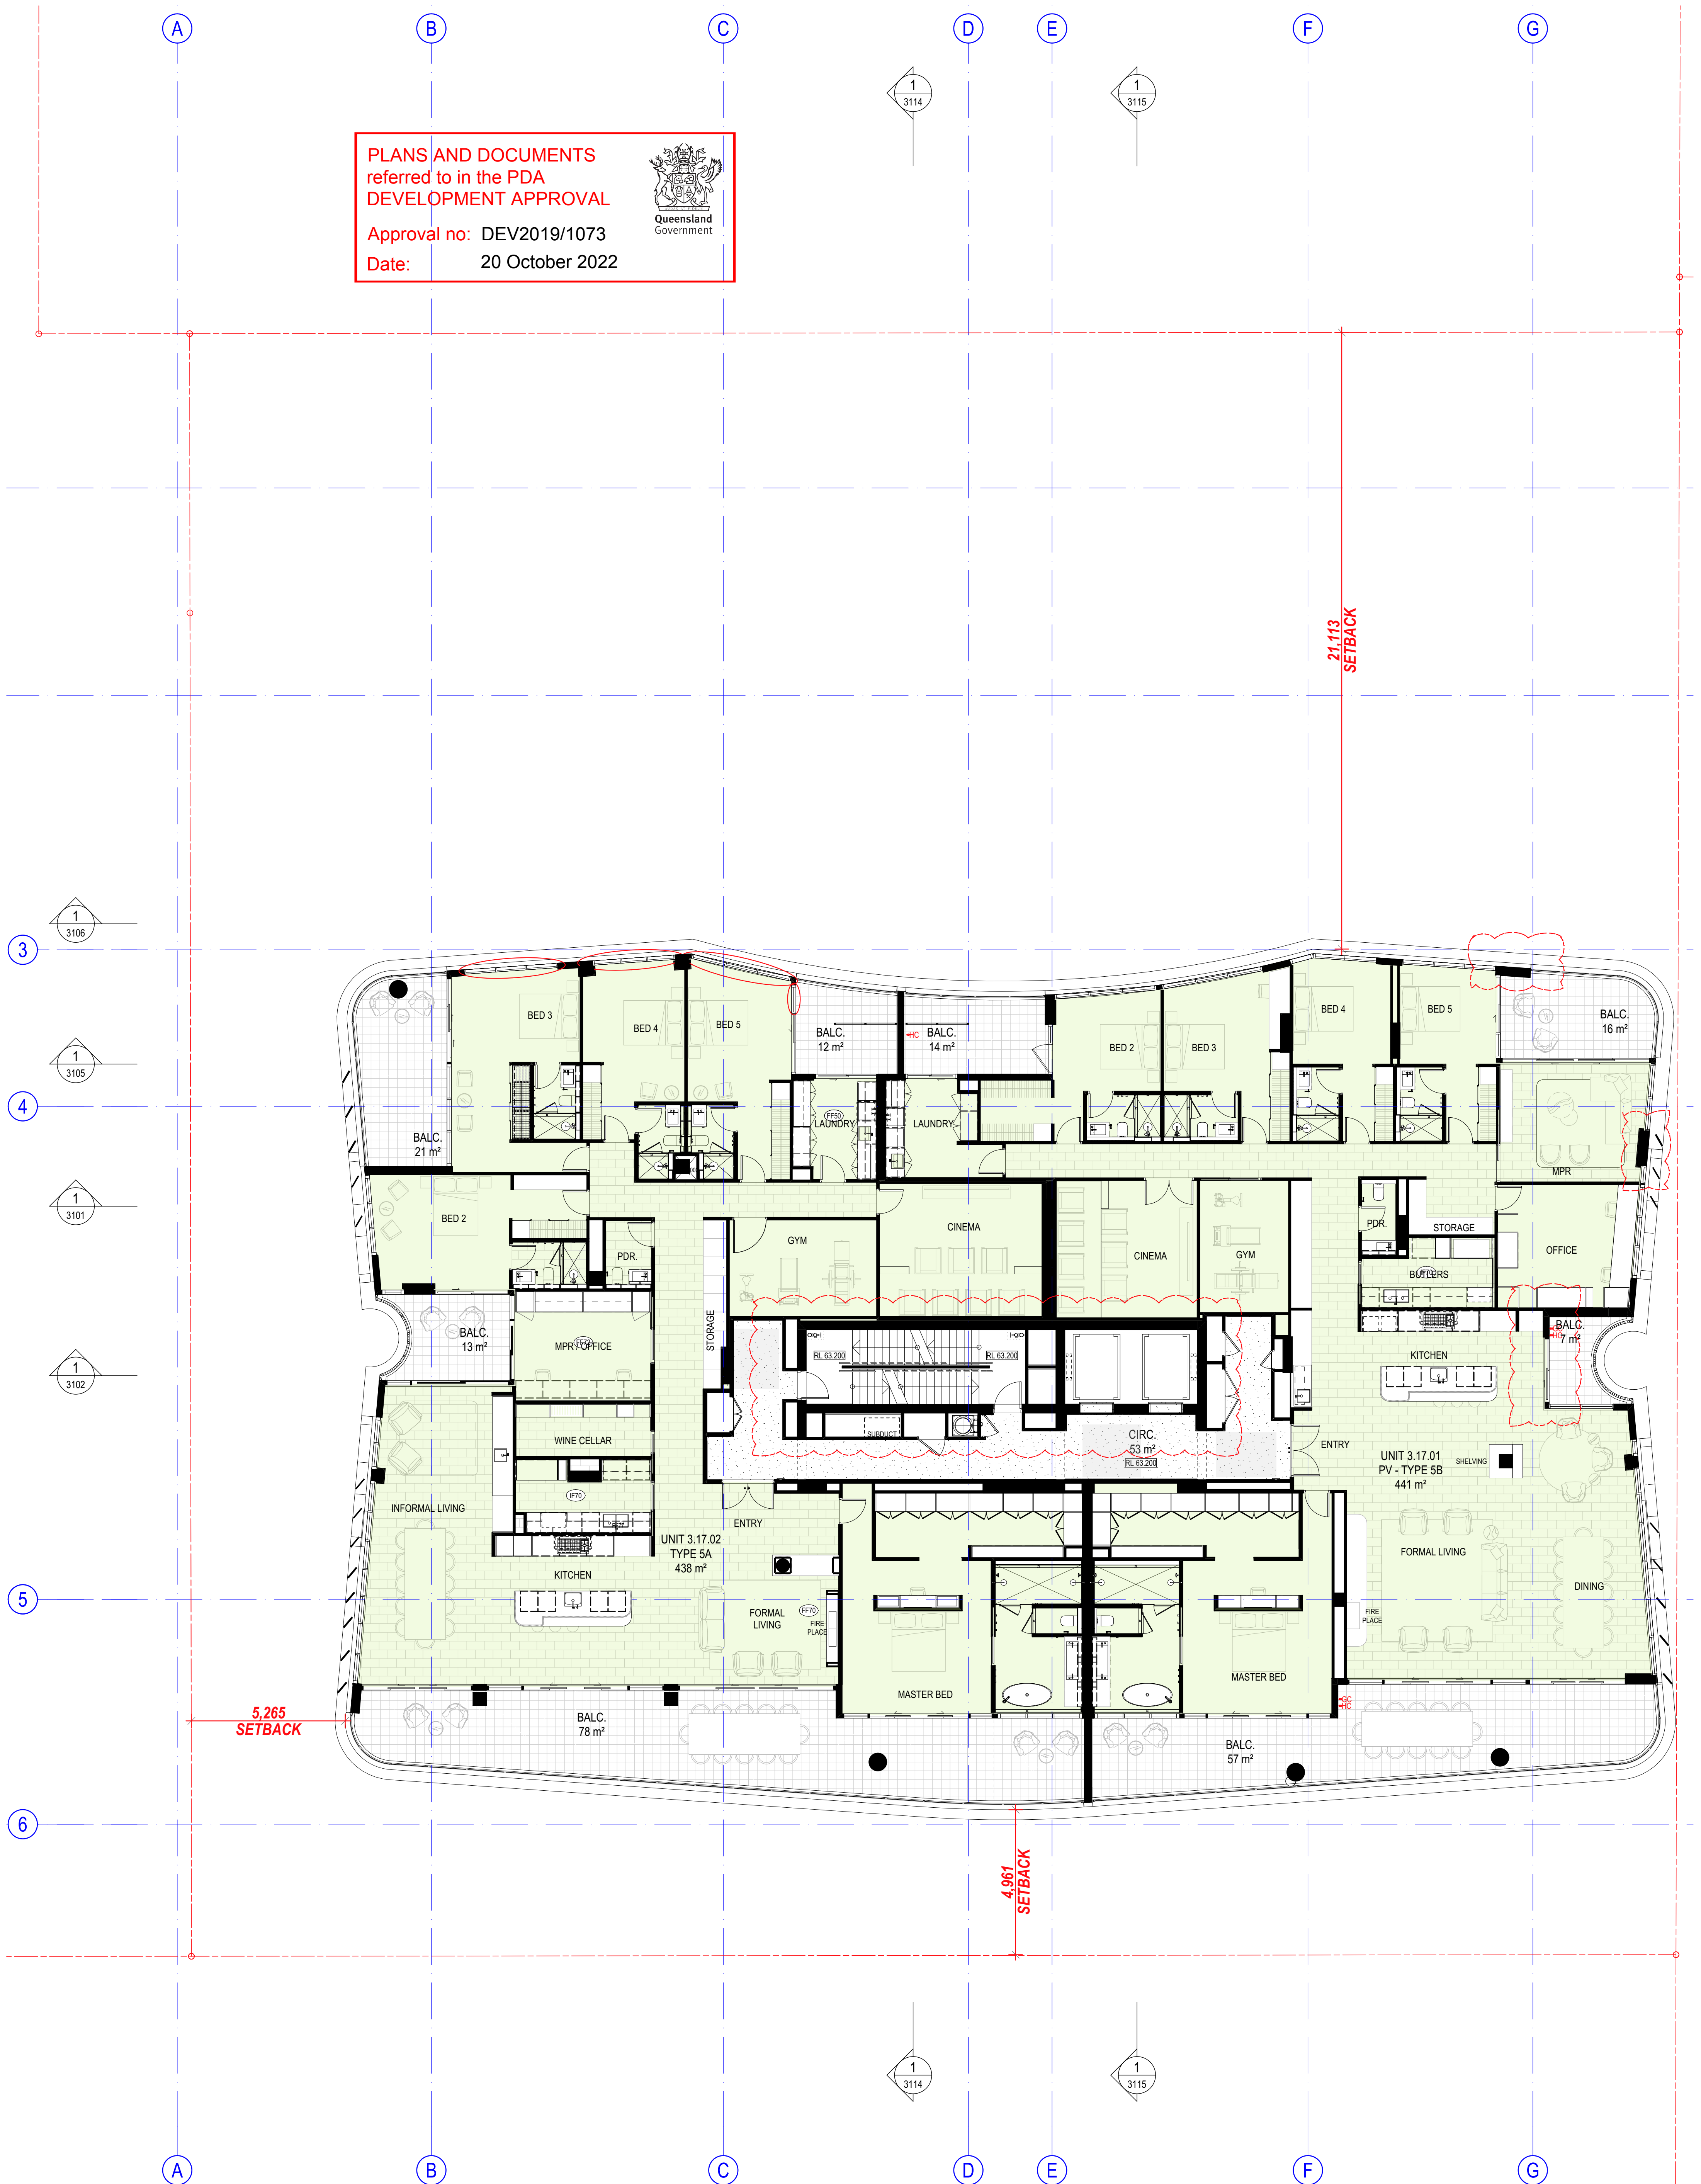 A
B
C
D
E
F
G
1
3114
1
3115
PLANS AND DOCUMENTS
referred to in the PDA
DEVELOPMENT APPROVAL
Queensland
Government
Approval no: DEV2019/1073
Date: 20 October 2022
21,113
SETBACK
1
3106
3
1
3105
4
1
3101
1
3102
5
6
BED 3
BED 4
BED 5
BALC.
12 m²
HC
BALC.
14 m²
BED 2
BED 3
BED 4
BED 5
BALC.
16 m²
BALC.
21 m²
FF50
LAUNDRY
LAUNDRY
MPR
BED 2
PDR.
GYM
CINEMA
CINEMA
GYM
PDR.
STORAGE
OFFICE
BUTLERS
BALC.
13 m²
MPR / OFFICE
STORAGE
RL 63.200
RL 63.200
KITCHEN
BALC.
7 m²
WINE CELLAR
SUBDUCT
CIRC.
53 m²
RL 63.200
ENTRY
UNIT 3.17.01
PV - TYPE 5B
441 m²
SHELVING
IF70
INFORMAL LIVING
ENTRY
UNIT 3.17.02
TYPE 5A
438 m²
KITCHEN
FORMAL
LIVING
FF70
FIRE
PLACE
FORMAL LIVING
DINING
FIRE
PLACE
MASTER BED
MASTER BED
BALC.
78 m²
BALC.
57 m²
5,265
SETBACK
4,961
SETBACK
1
3114
1
3115
A
B
C
D
E
F
G